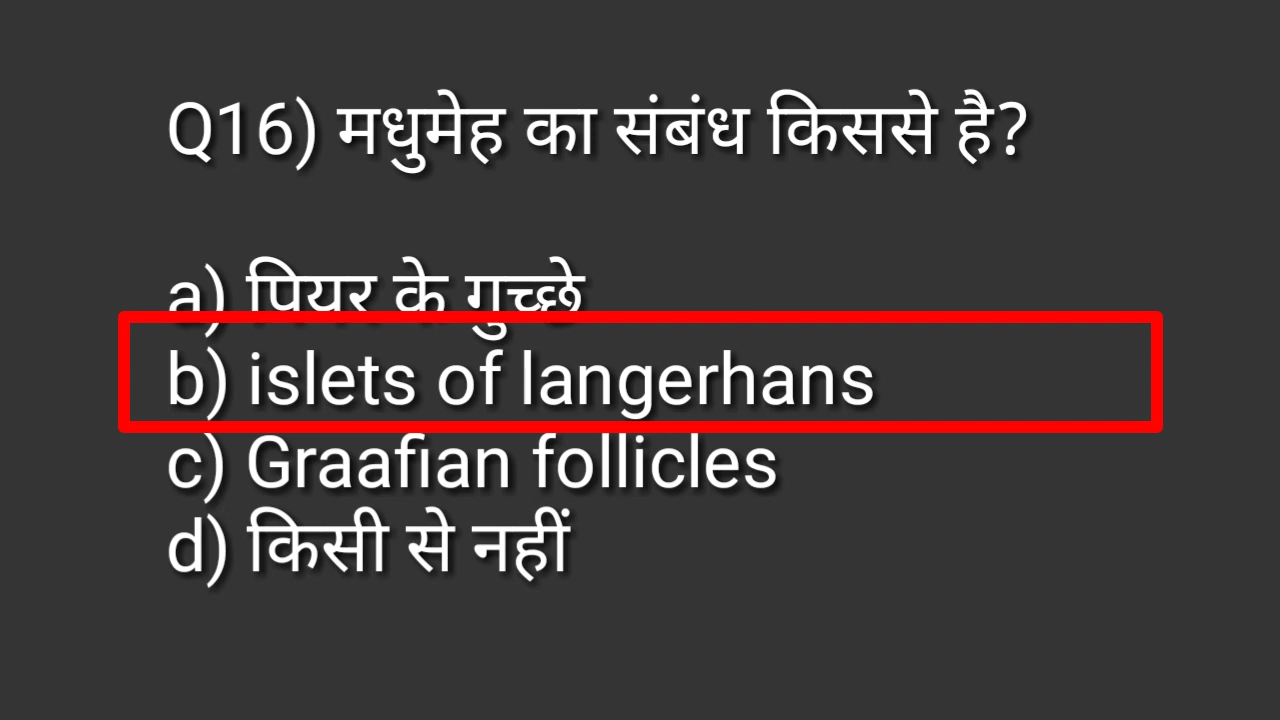 Q16) मधुमेह का संबंध किससे है?
a) पियर के गुच्छे
b) islets of langerhans
c) Graafian follicles
d) किसी से नहीं